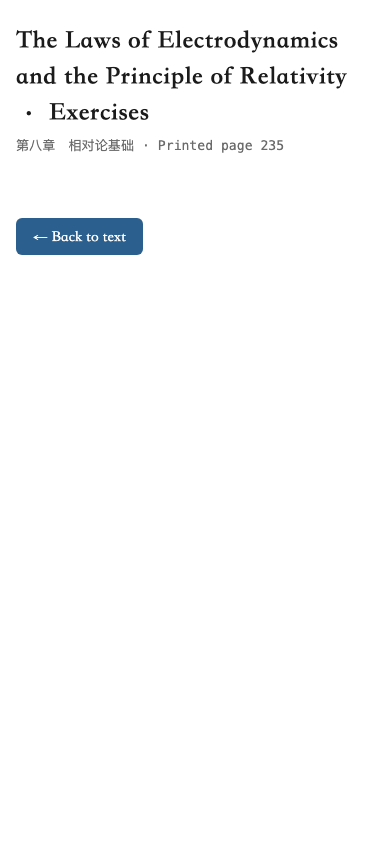 The Laws of Electrodynamics
and the Principle of Relativity
· Exercises
第八章　相对论基础 · Printed page 235
← Back to text